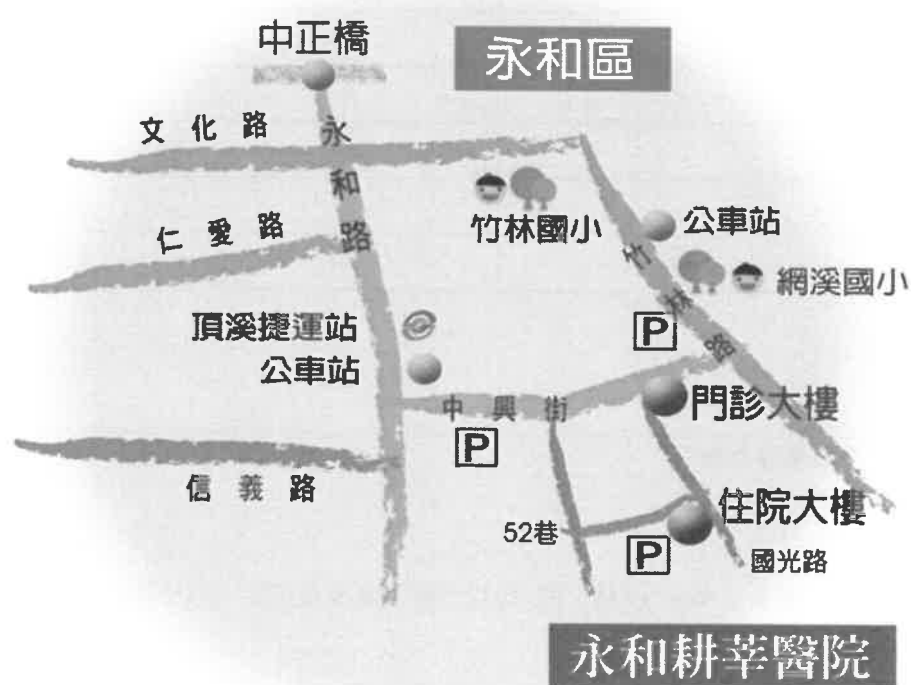 中正橋
永和區
文化路
永和路
仁愛路
竹林國小
公車站
竹林路
網溪國小
頂溪捷運站
公車站
P
中興街
門診大樓
P
信義路
住院大樓
52巷
P
國光路
永和耕莘醫院